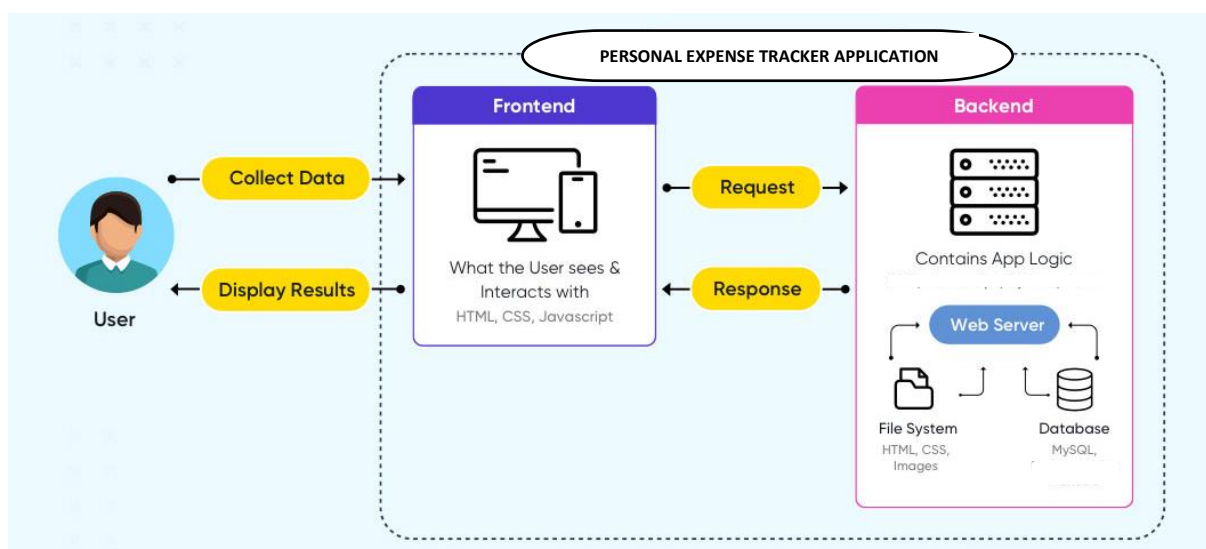 PERSONAL EXPENSE TRACKER APPLICATION
Frontend
Backend
Collect Data
Request
What the User sees &
Interacts with
HTML, CSS, Javascript
Contains App Logic
Display Results
Response
User
Web Server
File System
HTML, CSS,
Images
Database
MySQL,